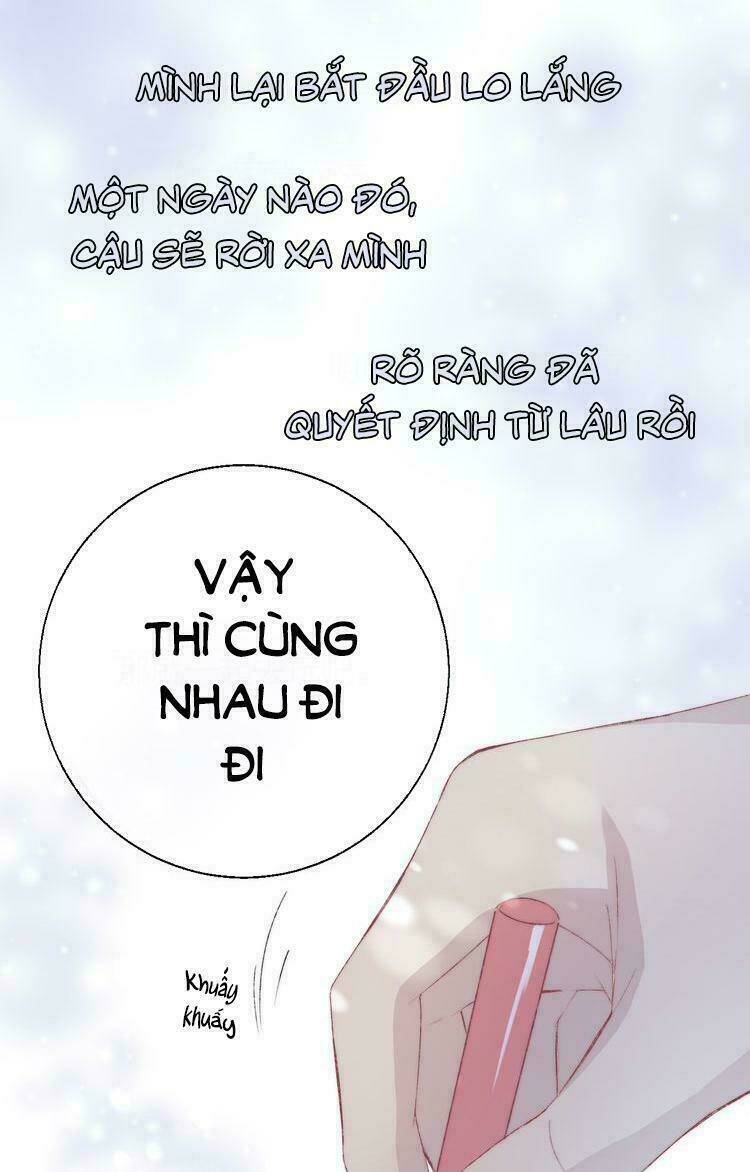 MÌNH LẠI BẮT ĐẦU LO LẮNG
MỘT NGÀY NÀO ĐÓ,
CẬU SẼ RỜI XA MÌNH
RÕ RÀNG ĐÃ
QUYẾT ĐỊNH TỪ LÂU RỒI
VẬY
THÌ CÙNG
NHAU ĐI
ĐI
Khuấy
khuấy